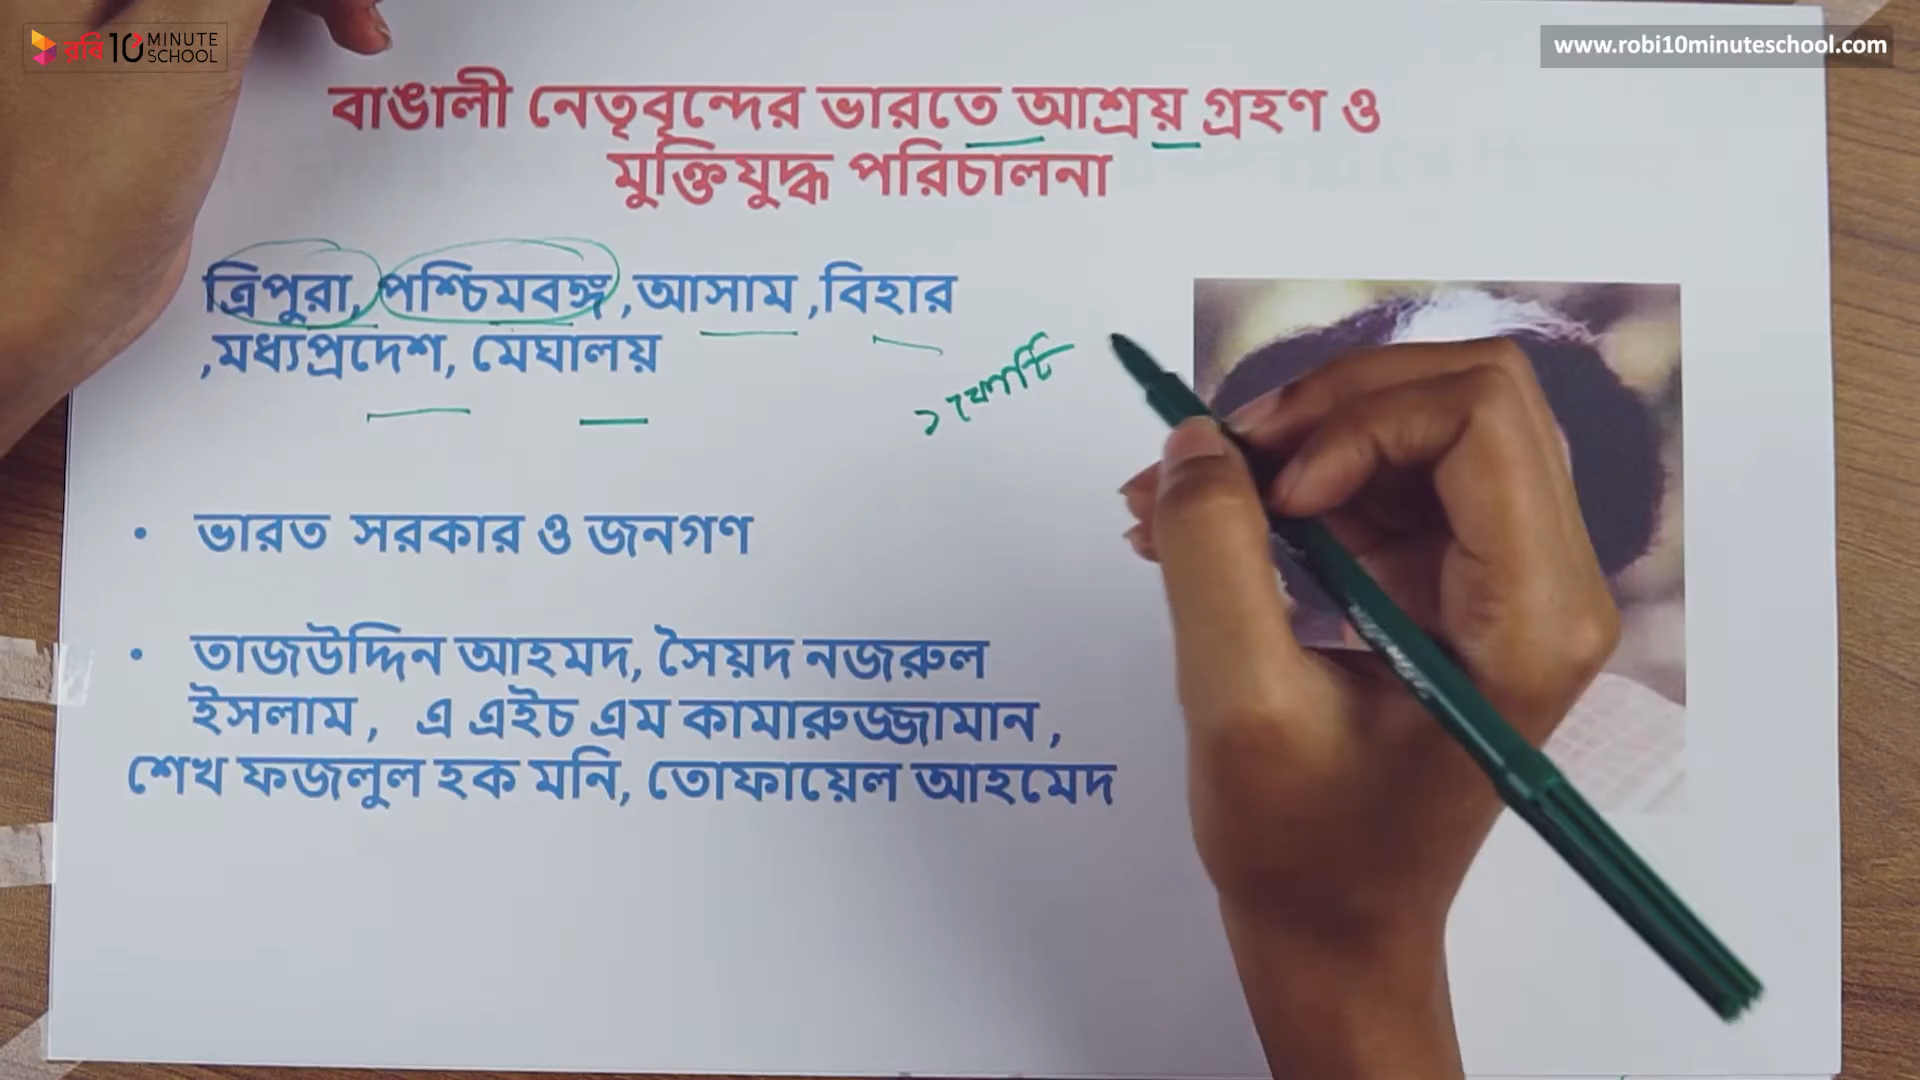 রবি 10 MINUTE SCHOOL
www.robi10minuteschool.com
বাঙালী নেতৃবৃন্দের ভারতে আশ্রয় গ্রহণ ও
মুক্তিযুদ্ধ পরিচালনা
ত্রিপুরা, পশ্চিমবঙ্গ ,আসাম ,বিহার
,মধ্যপ্রদেশ, মেঘালয়
১ কোটি
• ভারত সরকার ও জনগণ
• তাজউদ্দিন আহমদ, সৈয়দ নজরুল
ইসলাম , এ এইচ এম কামারুজ্জামান ,
শেখ ফজলুল হক মনি, তোফায়েল আহমেদ